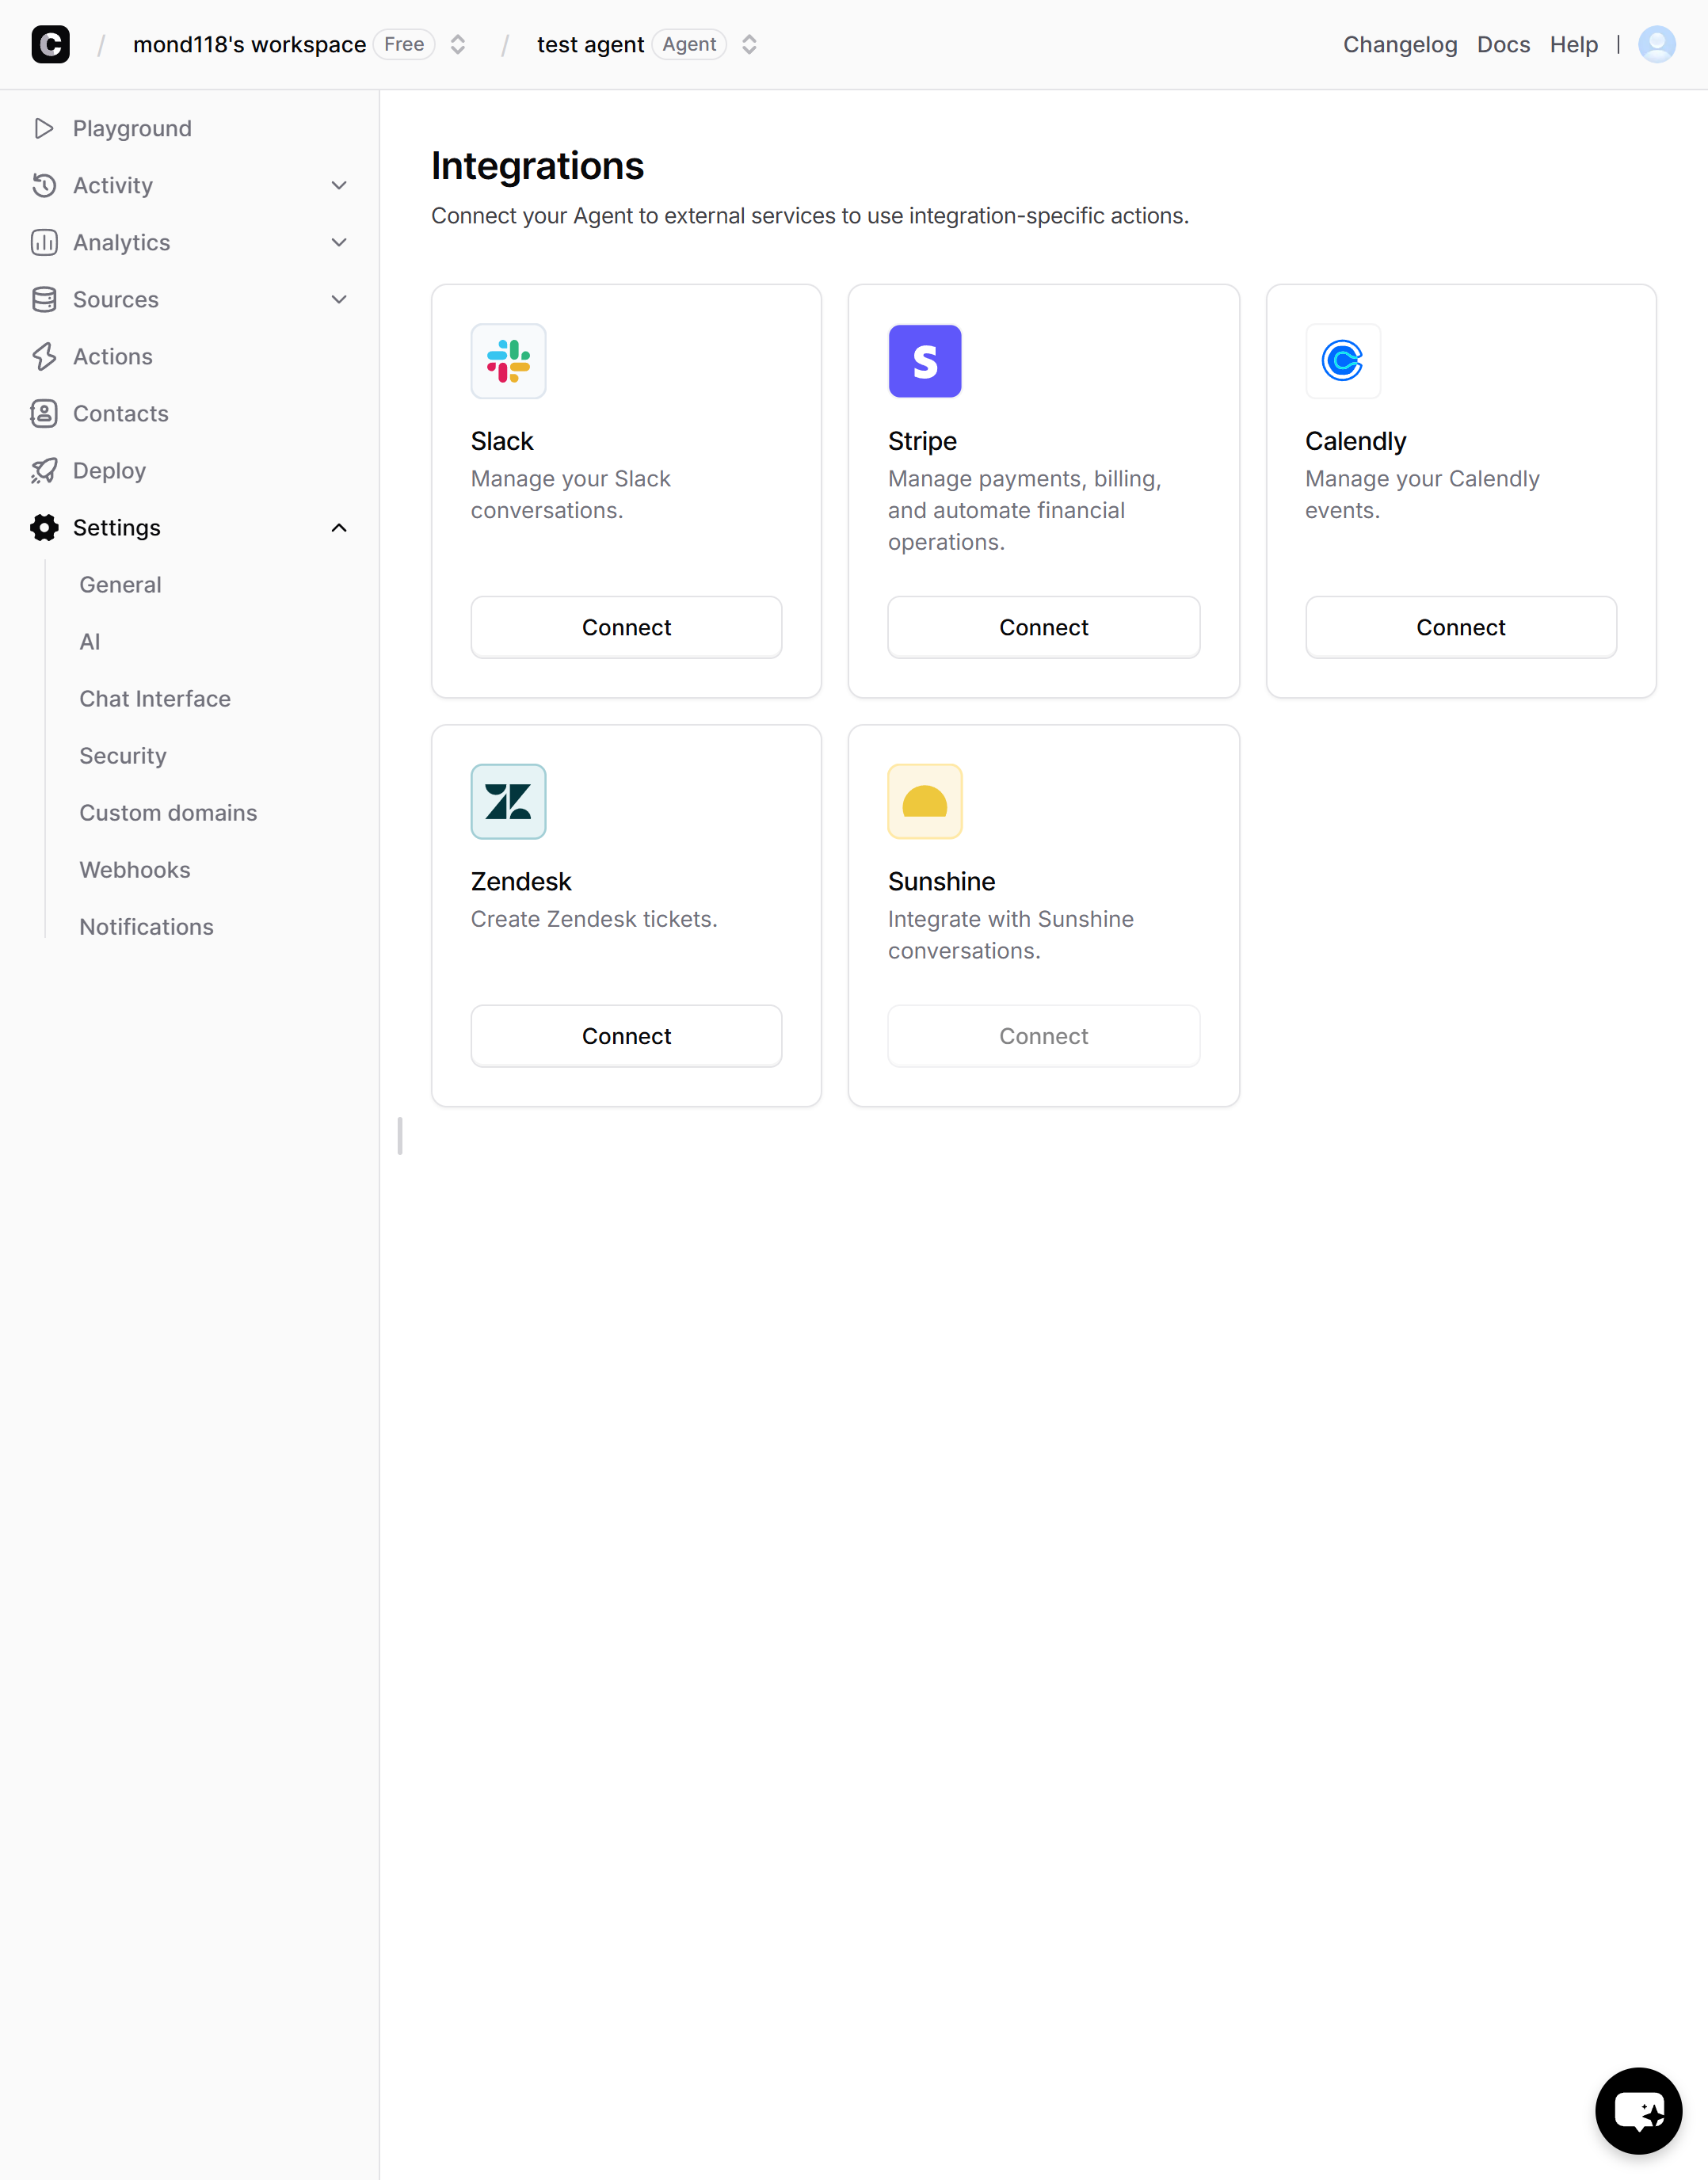 mond118's workspace Free
test agent Agent
Changelog Docs Help
Playground
Activity
Analytics
Sources
Actions
Contacts
Deploy
Settings
General
AI
Chat Interface
Security
Custom domains
Webhooks
Notifications
Integrations
Connect your Agent to external services to use integration-specific actions.
Slack
Manage your Slack
conversations.
Connect
Stripe
Manage payments, billing,
and automate financial
operations.
Connect
Calendly
Manage your Calendly
events.
Connect
Zendesk
Create Zendesk tickets.
Connect
Sunshine
Integrate with Sunshine
conversations.
Connect